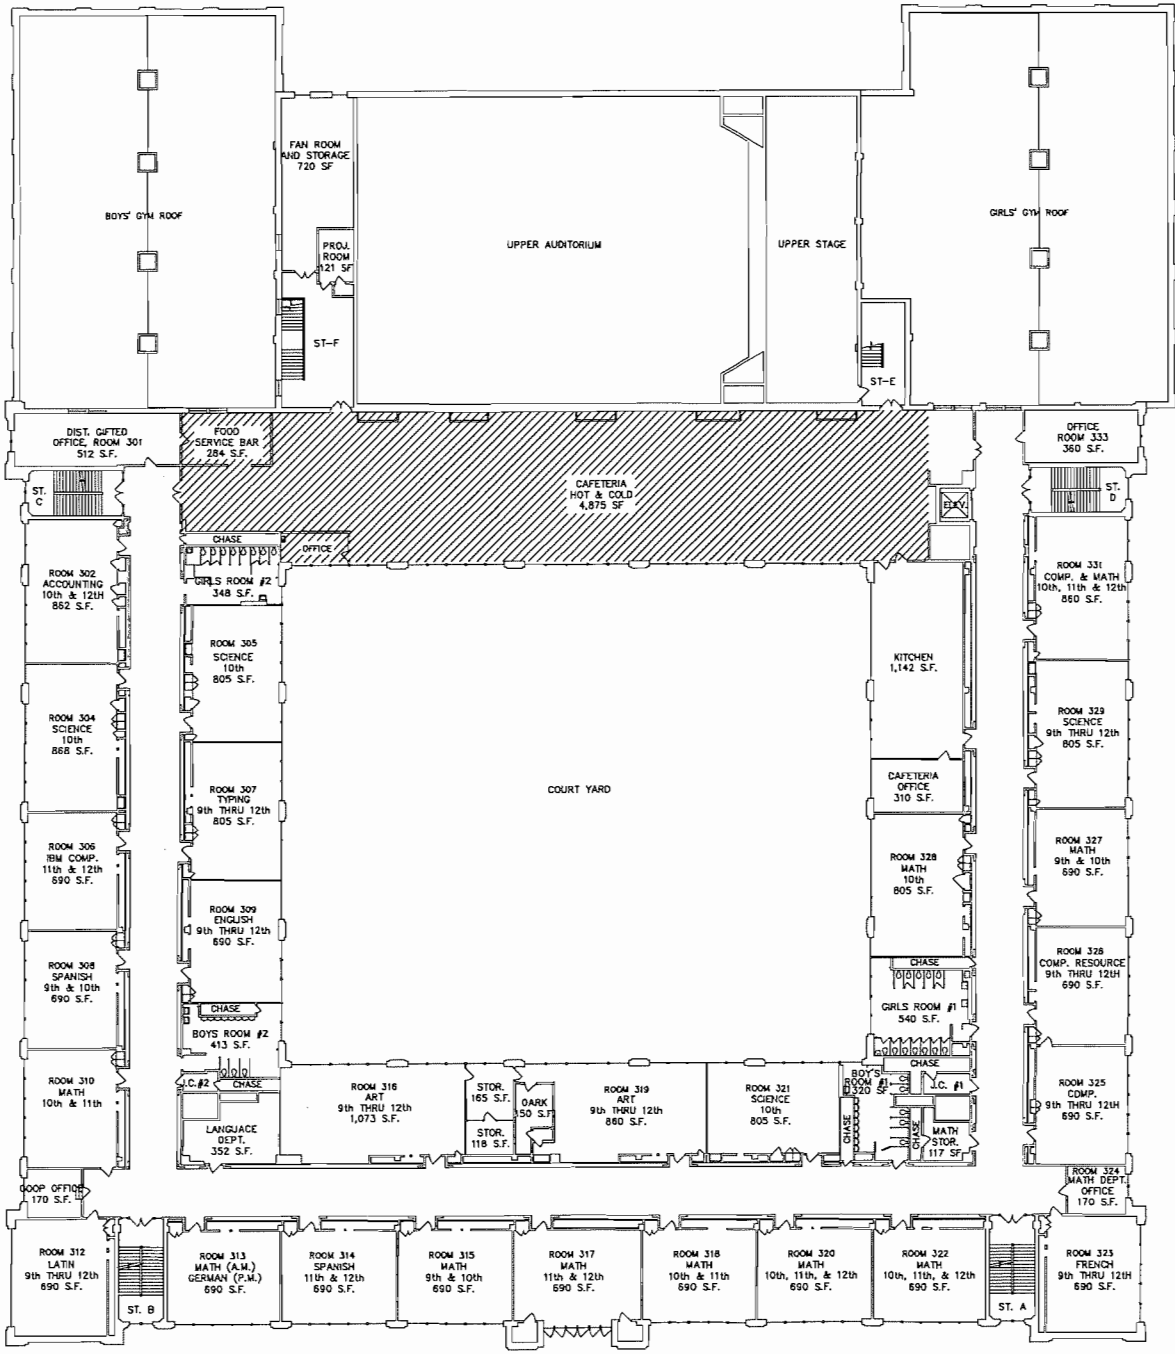 FAN ROOM
AND STORAGE
720 SF
BOYS' GYM ROOF
PROJ.
ROOM
121 SF
UPPER AUDITORIUM
UPPER STAGE
GIRLS' GYM ROOF
ST-F
ST-E
DIST. GIFTED
OFFICE, ROOM 301
512 S.F.
FOOD
SERVICE BAR
284 S.F.
OFFICE
ROOM 333
360 S.F.
ST.
C
CAFETERIA
HOT & COLD
4,875 SF
ELEV.
ST.
D
CHASE
OFFICE
ROOM 302
ACCOUNTING
10th & 12th
862 S.F.
GIRLS ROOM #2
348 S.F.
ROOM 331
COMP. & MATH
10th, 11th & 12th
860 S.F.
ROOM 305
SCIENCE
10th
805 S.F.
KITCHEN
1,142 S.F.
ROOM 304
SCIENCE
10th
868 S.F.
ROOM 329
SCIENCE
9th THRU 12th
805 S.F.
ROOM 307
TYPING
9th THRU 12th
805 S.F.
COURT YARD
CAFETERIA
OFFICE
310 S.F.
ROOM 306
IBM COMP.
11th & 12th
690 S.F.
ROOM 328
MATH
10th
805 S.F.
ROOM 327
MATH
9th & 10th
690 S.F.
ROOM 309
ENGLISH
9th THRU 12th
690 S.F.
ROOM 308
SPANISH
9th & 10th
690 S.F.
CHASE
ROOM 326
COMP. RESOURCE
9th THRU 12th
690 S.F.
CHASE
BOYS ROOM #2
413 S.F.
GIRLS ROOM #1
540 S.F.
ROOM 310
MATH
10th & 11th
J.C.#2
CHASE
CHASE
BOY'S
ROOM #1
320 SF
J.C. #1
ROOM 325
COMP.
9th THRU 12th
690 S.F.
ROOM 316
ART
9th THRU 12th
1,073 S.F.
STOR.
165 S.F.
DARK
150 S.F.
ROOM 319
ART
9th THRU 12th
860 S.F.
ROOM 321
SCIENCE
10th
805 S.F.
LANGUAGE
DEPT.
352 S.F.
STOR.
118 S.F.
CHASE
CHASE
MATH
STOR.
117 SF
COOP OFFICE
170 S.F.
ROOM 324
MATH DEPT.
OFFICE
170 S.F.
ROOM 312
LATIN
9th THRU 12th
690 S.F.
ST. B
ROOM 313
MATH (A.M.)
GERMAN (P.M.)
690 S.F.
ROOM 314
SPANISH
11th & 12th
690 S.F.
ROOM 315
MATH
9th & 10th
690 S.F.
ROOM 317
MATH
11th & 12th
690 S.F.
ROOM 318
MATH
10th & 11th
690 S.F.
ROOM 320
MATH
10th, 11th, & 12th
690 S.F.
ROOM 322
MATH
10th, 11th, & 12th
690 S.F.
ST. A
ROOM 323
FRENCH
9th THRU 12th
690 S.F.